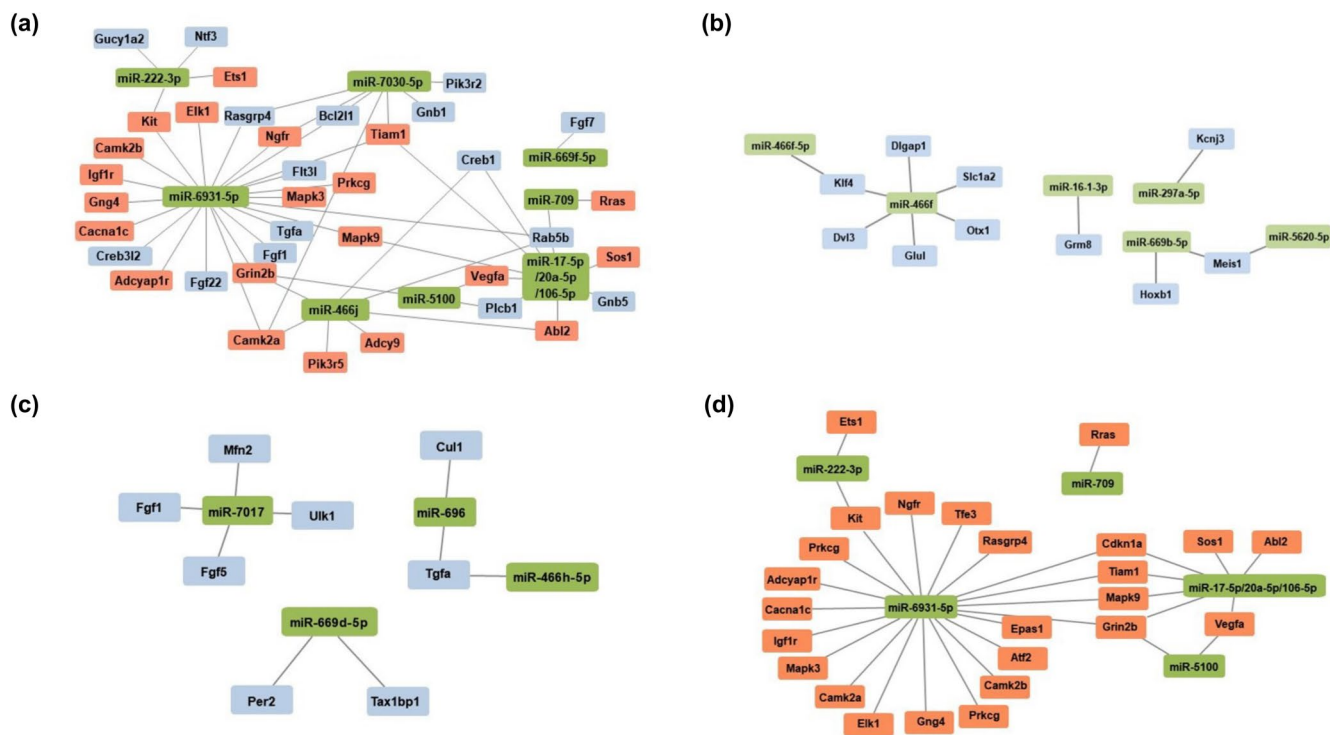 (a)
Gucy1a2
Ntf3
miR-222-3p
Ets1
miR-7030-5p
Pik3r2
Kit
Elk1
Rasgrp4
Bcl2l1
Gnb1
Ngfr
Tiam1
Fgf7
Camk2b
Creb1
miR-669f-5p
Igf1r
Flt3l
Prkcg
miR-6931-5p
Mapk3
miR-709
Rras
Gng4
Cacna1c
Tgfa
Mapk9
Rab5b
Creb3l2
Fgf1
miR-17-5p
/20a-5p
/106-5p
Sos1
Adcyap1r
Fgf22
Grin2b
Vegfa
miR-5100
Plcb1
Gnb5
miR-466j
Camk2a
Adcy9
Abl2
Pik3r5
(b)
miR-466f-5p
Dlgap1
Kcnj3
Klf4
Slc1a2
miR-466f
miR-16-1-3p
miR-297a-5p
Dvl3
Otx1
Glul
Grm8
miR-669b-5p
miR-5620-5p
Meis1
Hoxb1
(c)
Mfn2
Cul1
Fgf1
miR-7017
Ulk1
miR-696
Fgf5
Tgfa
miR-466h-5p
miR-669d-5p
Per2
Tax1bp1
(d)
Ets1
Rras
miR-222-3p
miR-709
Kit
Ngfr
Tfe3
Prkcg
Rasgrp4
Cdkn1a
Sos1
Abl2
Adcyap1r
Tiam1
miR-17-5p/20a-5p/106-5p
Cacna1c
miR-6931-5p
Mapk9
Igf1r
Epas1
Grin2b
Vegfa
Mapk3
Atf2
miR-5100
Camk2a
Camk2b
Elk1
Gng4
Prkcg